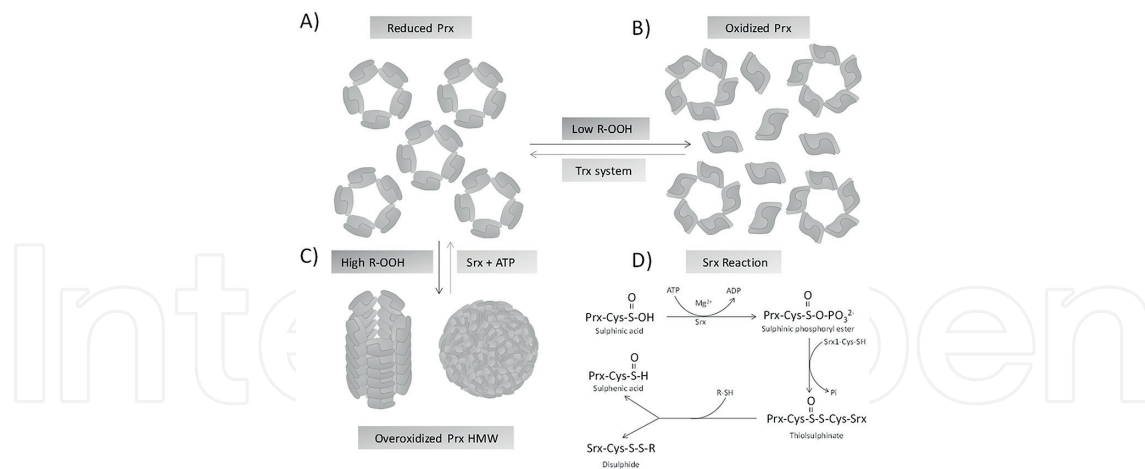 A)
Reduced Prx
B)
Oxidized Prx
Low R-OOH
Trx system
C)
High R-OOH
Srx + ATP
Overoxidized Prx HMW
D)
Srx Reaction
ATP
Mg2+
ADP
Srx
O
Prx-Cys-S-OH
Sulphinic acid
O
Prx-Cys-S-O-PO₃²⁻
Sulphinic phosphoryl ester
Srx1-Cys-SH
Pi
O
Prx-Cys-S-S-Cys-Srx
Thiolsulphinate
R-SH
O
Prx-Cys-S-H
Sulphenic acid
Srx-Cys-S-S-R
Disulphide